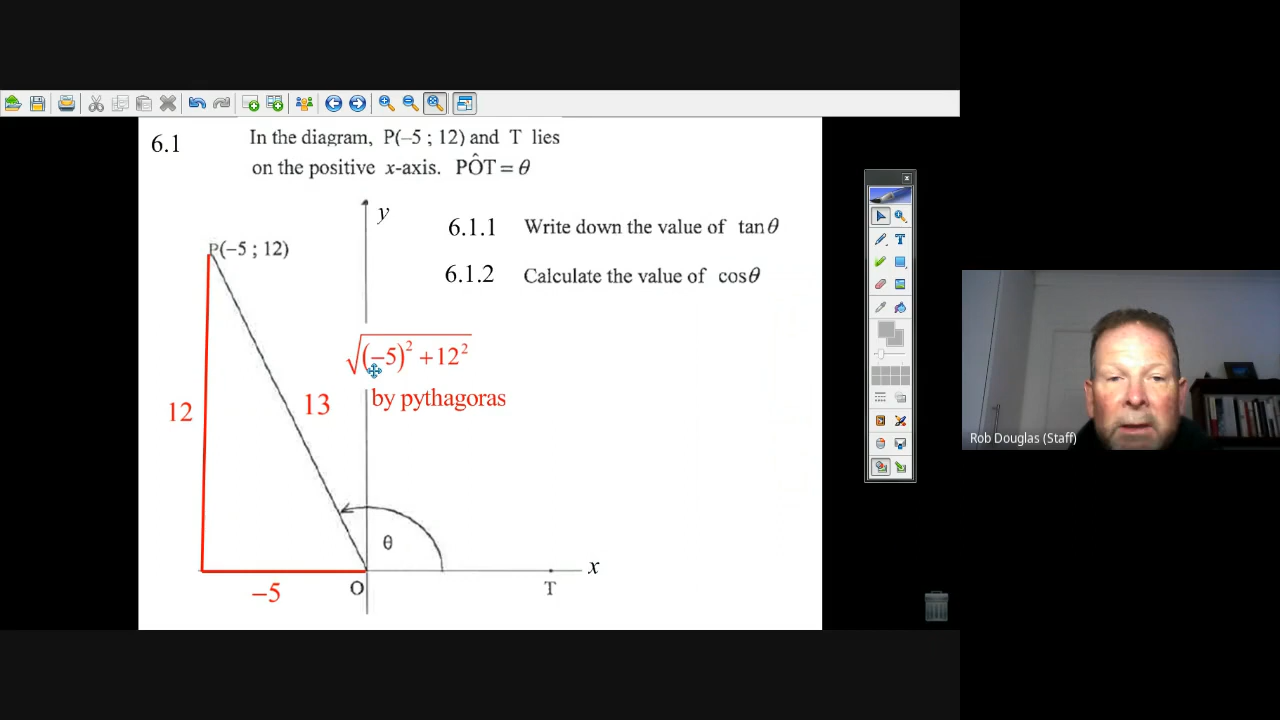 6.1
In the diagram, P(–5 ; 12) and T lies
on the positive x-axis. PÔT = θ
y
6.1.1 Write down the value of tanθ
P(–5 ; 12)
6.1.2 Calculate the value of cosθ
√((–5)² + 12²)
12
13
by pythagoras
Rob Douglas (Staff)
θ
x
–5
O
T